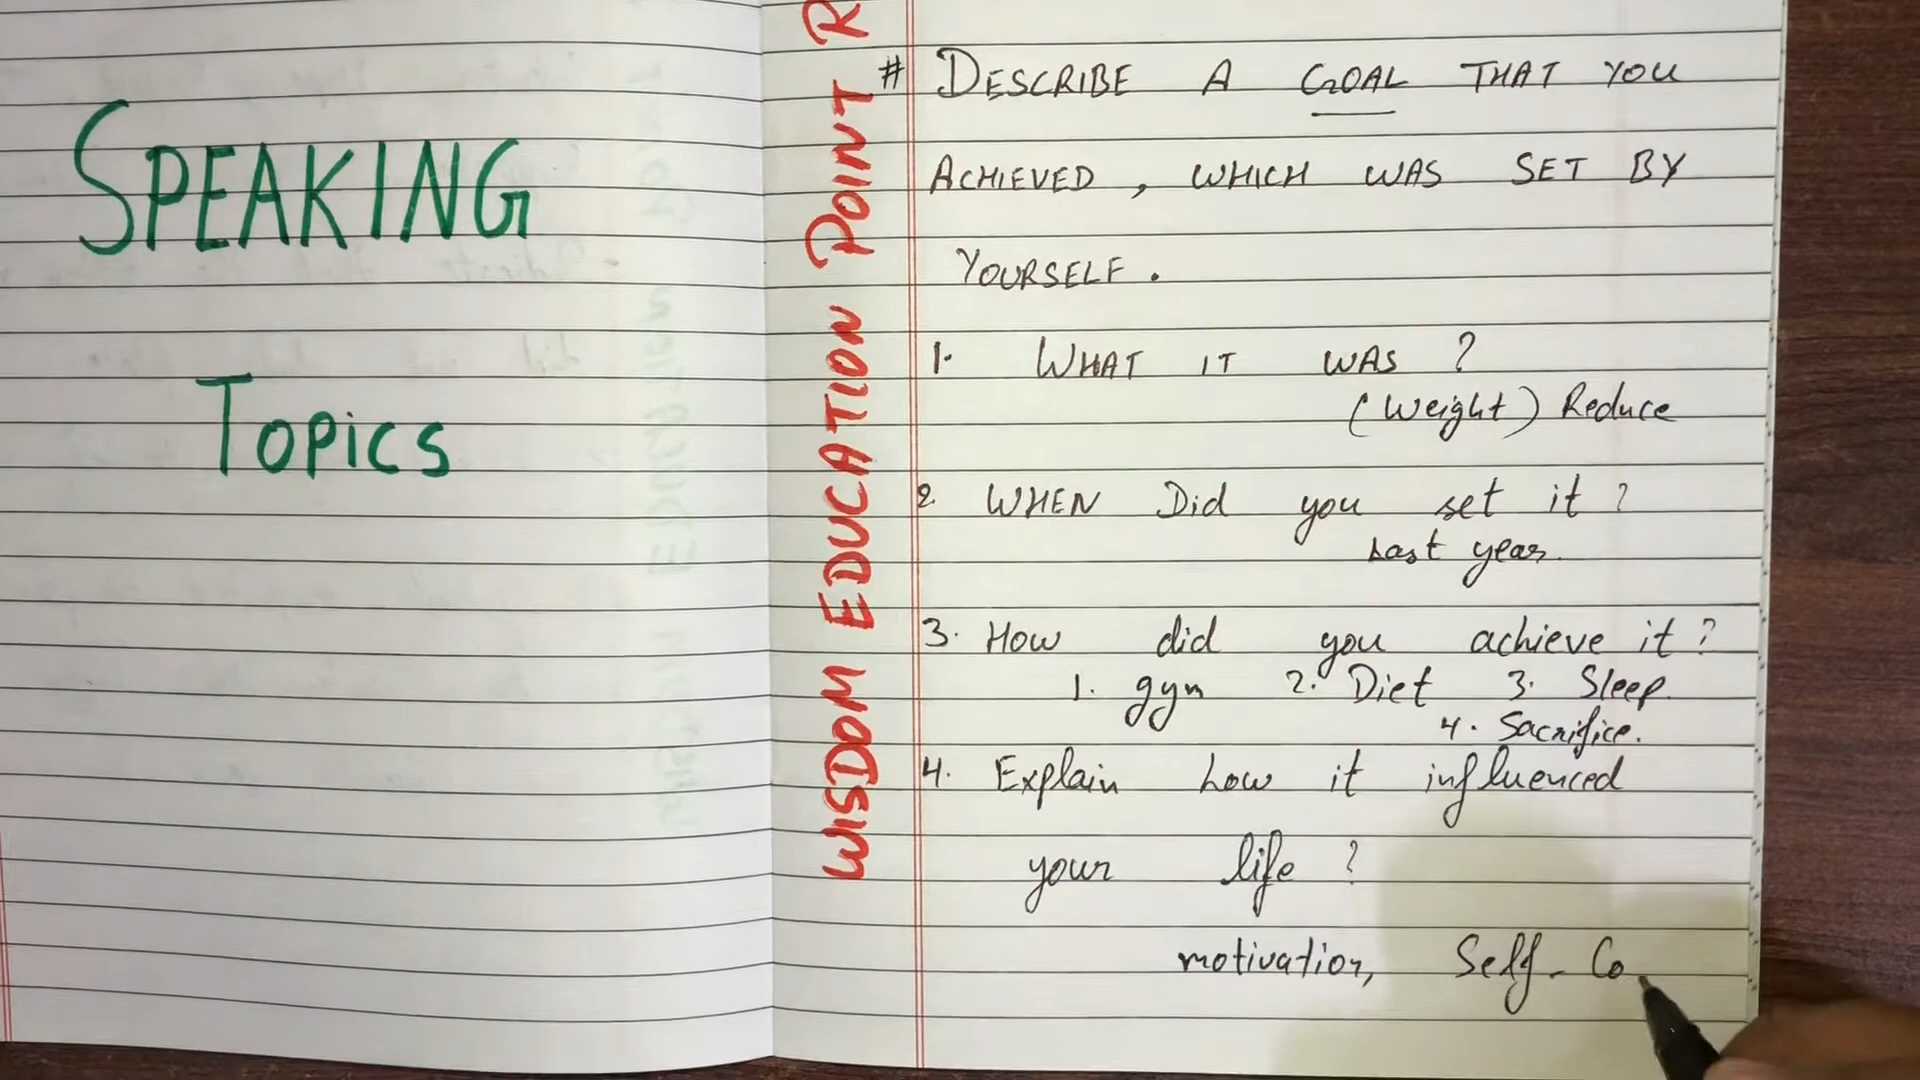 SPEAKING
TOPICS
WISDOM EDUCATION POINT R
# DESCRIBE A GOAL THAT YOU
ACHIEVED, WHICH WAS SET BY
YOURSELF.
1. WHAT IT WAS ?
(Weight) Reduce
2. WHEN Did you set it ?
Last year.
3. How did you achieve it ?
1. gym 2. Diet 3. Sleep.
4. Sacrifice.
4. Explain how it influenced
your life ?
motivation, Self-Co